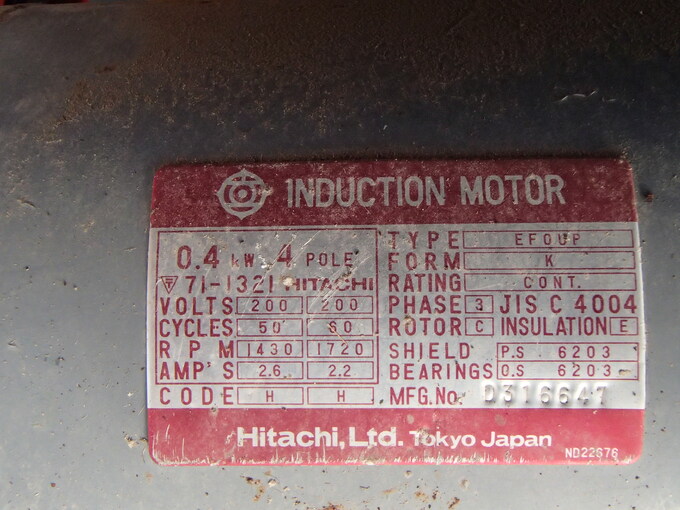 INDUCTION MOTOR
0.4 kW 4 POLE
71-1321 HITACHI
VOLTS 200 200
CYCLES 50 60
RPM 1430 1720
AMP'S 2.6 2.2
CODE H H
TYPE EFOUP
FORM K
RATING CONT.
PHASE 3 JIS C 4004
ROTOR C INSULATION E
SHIELD P.S 6203
BEARINGS O.S 6203
MFG.No. D316647
Hitachi, Ltd. Tokyo Japan
ND22676